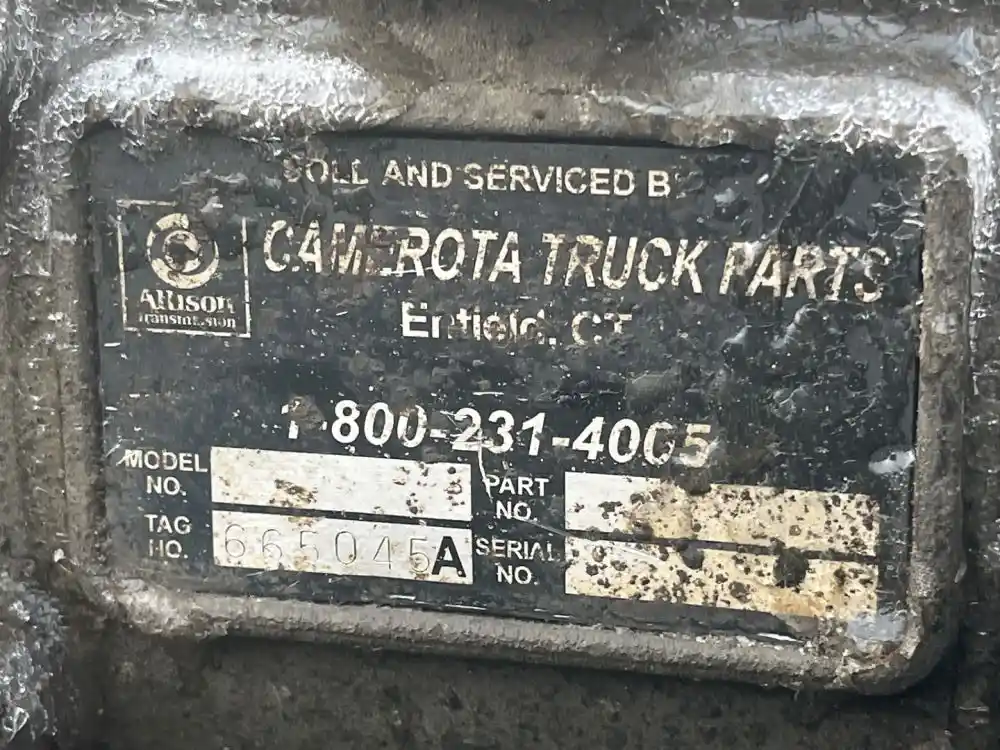 SOLD AND SERVICED BY
CAMEROTA TRUCK PARTS
Allison
Transmission
Enfield, CT
1-800-231-4005
MODEL NO.
PART NO.
TAG NO. 665045A
SERIAL NO.